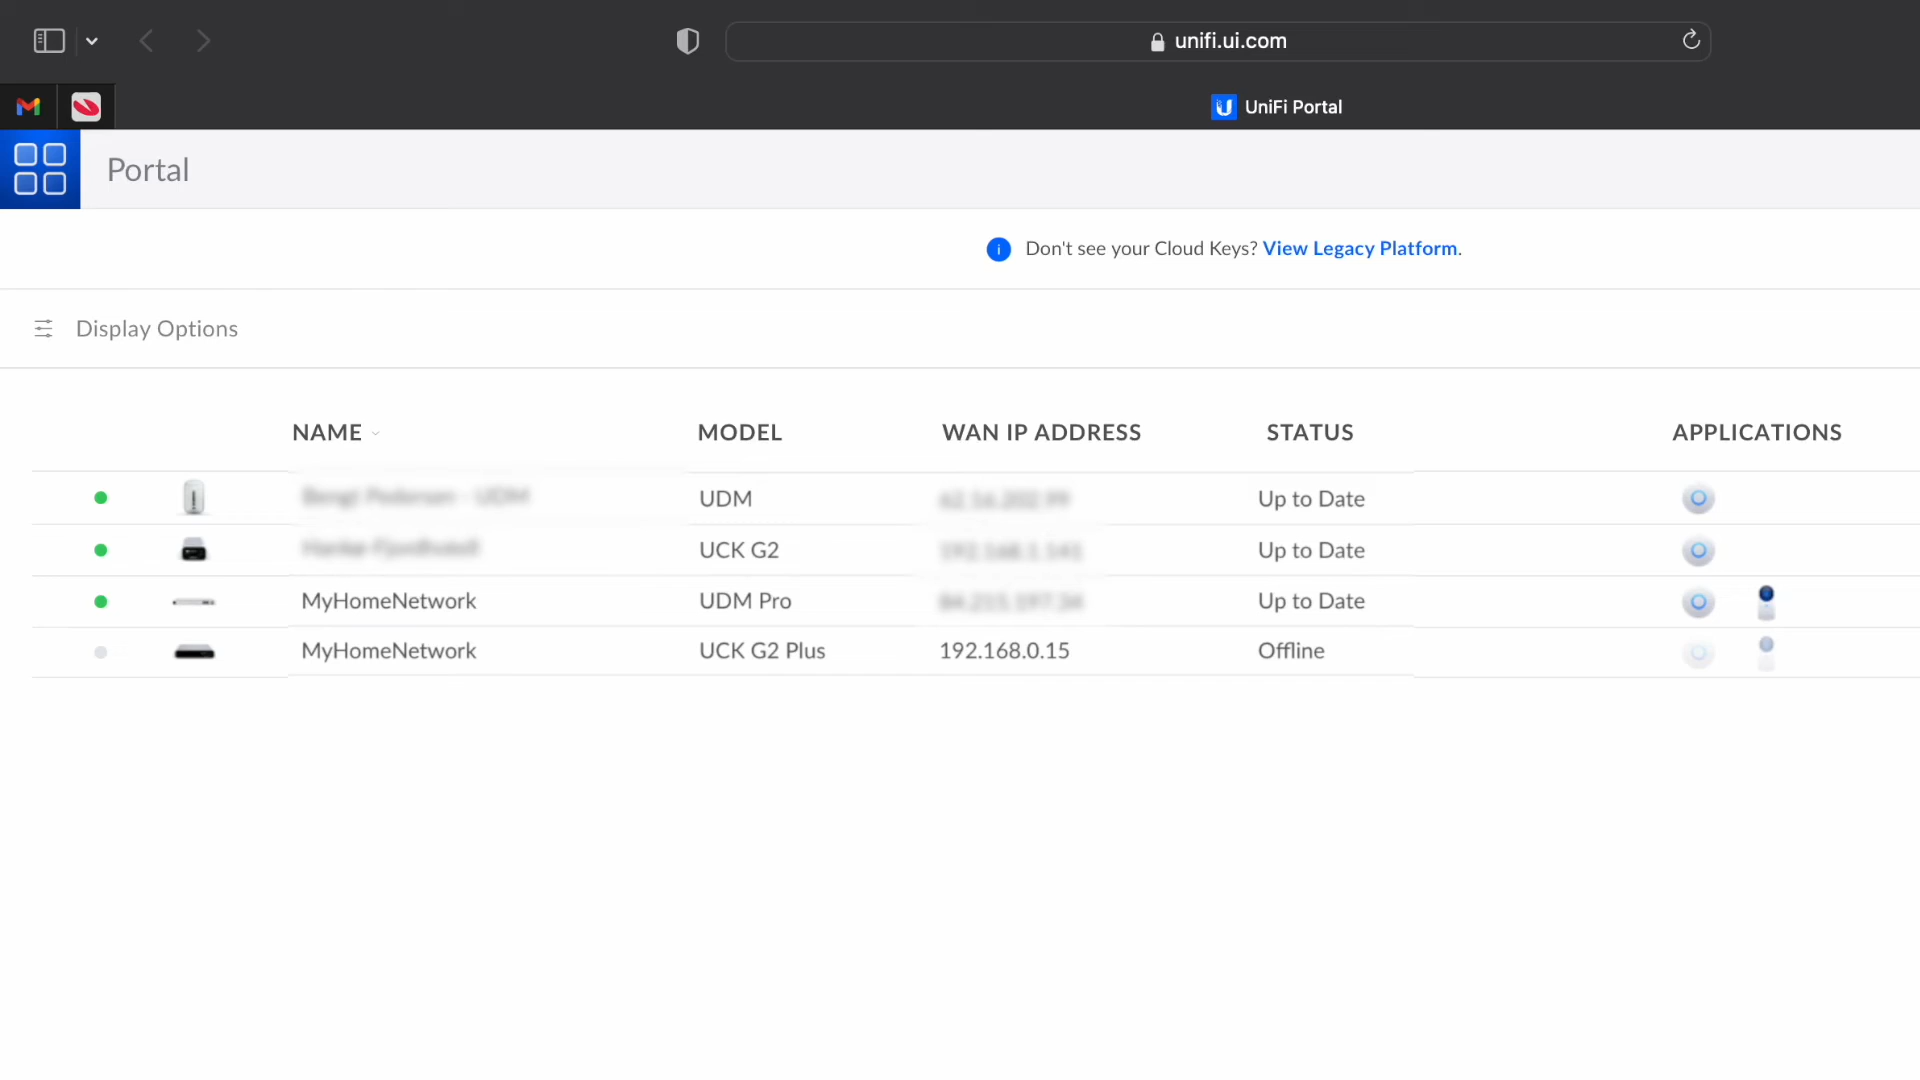 unifi.ui.com
UniFi Portal
Portal
Don't see your Cloud Keys? View Legacy Platform.
Display Options
NAME MODEL WAN IP ADDRESS STATUS APPLICATIONS
UDM Up to Date
UCK G2 Up to Date
MyHomeNetwork UDM Pro Up to Date
MyHomeNetwork UCK G2 Plus 192.168.0.15 Offline